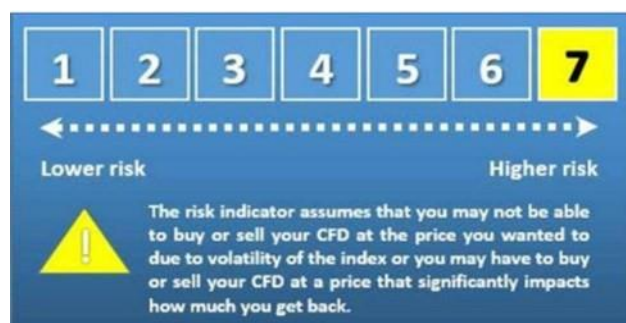 1 2 3 4 5 6 7
Lower risk Higher risk
!
The risk indicator assumes that you may not be able
to buy or sell your CFD at the price you wanted to
due to volatility of the index or you may have to buy
or sell your CFD at a price that significantly impacts
how much you get back.